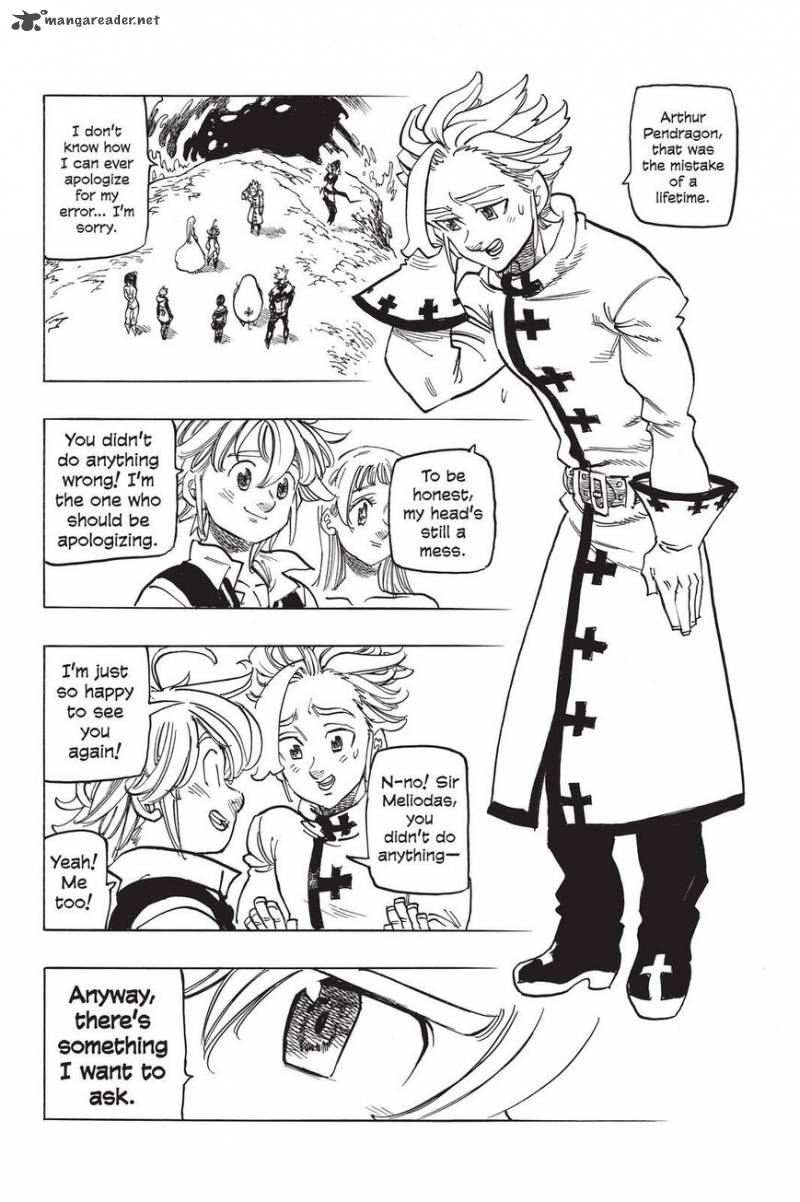 mangareader.net
Arthur
Pendragon,
that was
the mistake
of a
lifetime.
I don't
know how
I can ever
apologize
for my
error... I'm
sorry.
You didn't
do anything
wrong! I'm
the one who
should be
apologizing.
To be
honest,
my head's
still a
mess.
I'm just
so happy
to see
you
again!
N-no! Sir
Meliodas,
you
didn't do
anything—
Yeah!
Me
too!
Anyway,
there's
something
I want to
ask.